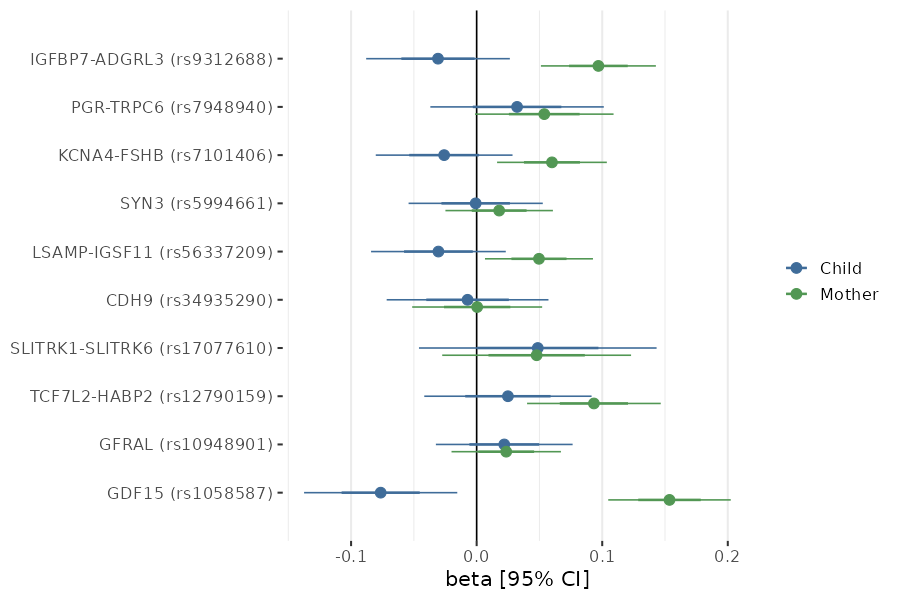 IGFBP7-ADGRL3 (rs9312688)
PGR-TRPC6 (rs7948940)
KCNA4-FSHB (rs7101406)
SYN3 (rs5994661)
LSAMP-IGSF11 (rs56337209)
CDH9 (rs34935290)
SLITRK1-SLITRK6 (rs17077610)
TCF7L2-HABP2 (rs12790159)
GFRAL (rs10948901)
GDF15 (rs1058587)
-0.1 0.0 0.1 0.2
beta [95% CI]
Child
Mother